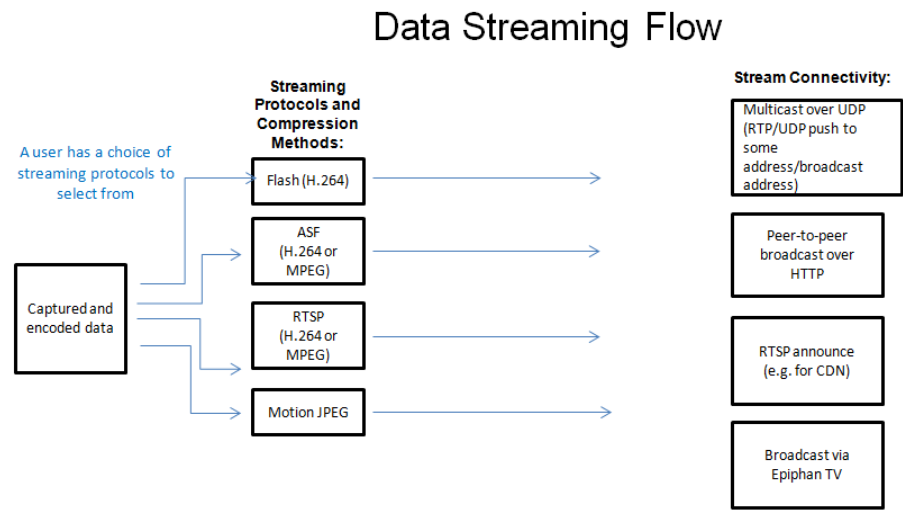 Data Streaming Flow
A user has a choice of
streaming protocols to
select from
Captured and
encoded data
Streaming
Protocols and
Compression
Methods:
Flash (H.264)
ASF
(H.264 or
MPEG)
RTSP
(H.264 or
MPEG)
Motion JPEG
Stream Connectivity:
Multicast over UDP
(RTP/UDP push to
some
address/broadcast
address)
Peer-to-peer
broadcast over
HTTP
RTSP announce
(e.g. for CDN)
Broadcast via
Epiphan TV